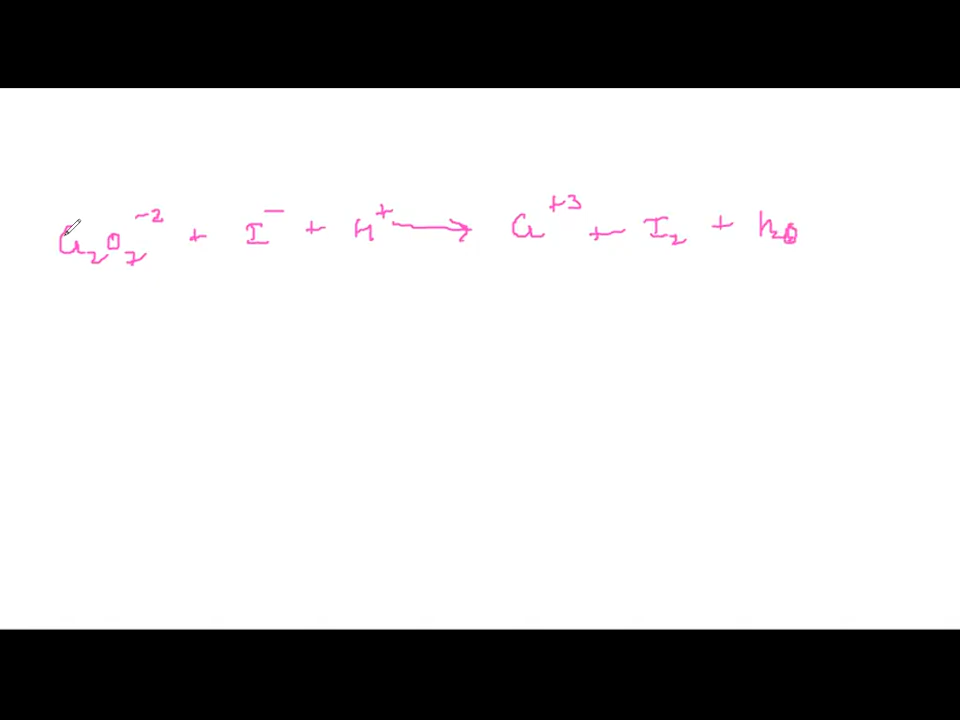 Cr₂O₇⁻² + I⁻ + H⁺ → Cr⁺³ + I₂ + h₂O